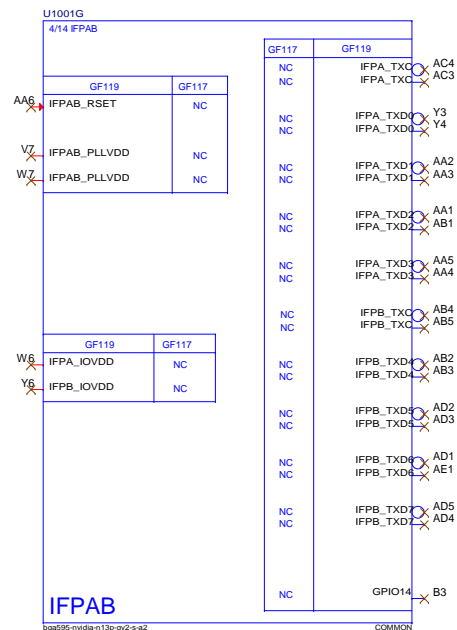 U1001G
4/14 IFPAB
GF117 GF119
NC IFPA_TXC AC4
NC IFPA_TXC AC3
GF119 GF117
AA6 IFPAB_RSET NC
NC IFPA_TXD0 Y3
NC IFPA_TXD0 Y4
V7 IFPAB_PLLVDD NC
W7 IFPAB_PLLVDD NC
NC IFPA_TXD1 AA2
NC IFPA_TXD1 AA3
NC IFPA_TXD2 AA1
NC IFPA_TXD2 AB1
NC IFPA_TXD3 AA5
NC IFPA_TXD3 AA4
NC IFPB_TXC AB4
NC IFPB_TXC AB5
GF119 GF117
W6 IFPA_IOVDD NC
Y6 IFPB_IOVDD NC
NC IFPB_TXD4 AB2
NC IFPB_TXD4 AB3
NC IFPB_TXD5 AD2
NC IFPB_TXD5 AD3
NC IFPB_TXD6 AD1
NC IFPB_TXD6 AE1
NC IFPB_TXD7 AD5
NC IFPB_TXD7 AD4
NC GPIO14 B3
IFPAB
bga595-nvidia-n13p-gv2-s-a2 COMMON